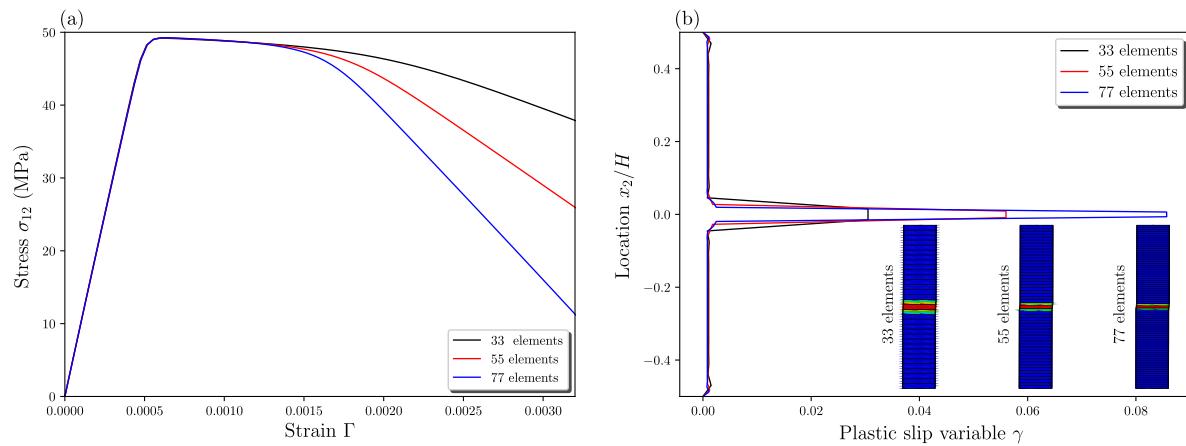 (a)
50
40
30
20
10
0
Stress σ12 (MPa)
0.0000 0.0005 0.0010 0.0015 0.0020 0.0025 0.0030
Strain Γ
33 elements
55 elements
77 elements
(b)
0.4
0.2
0.0
−0.2
−0.4
Location x2/H
33 elements
55 elements
77 elements
33 elements
55 elements
77 elements
0.00 0.02 0.04 0.06 0.08
Plastic slip variable γ